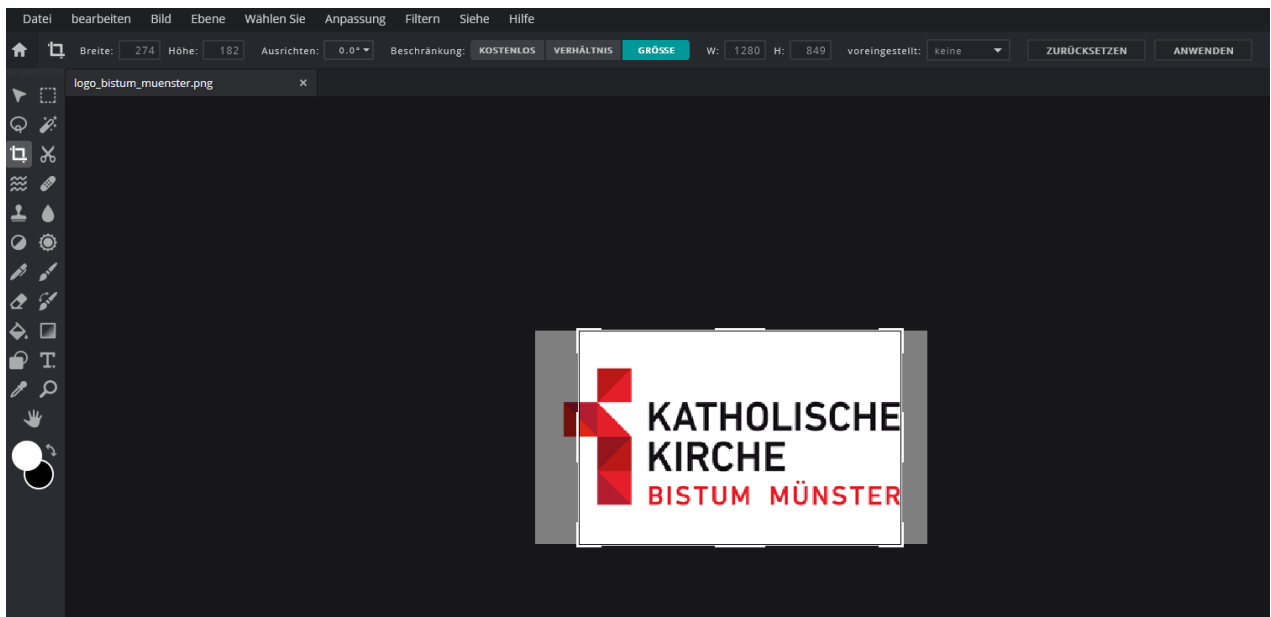 Datei bearbeiten Bild Ebene Wählen Sie Anpassung Filtern Siehe Hilfe
Breite: 274 Höhe: 182 Ausrichten: 0.0° Beschränkung: KOSTENLOS VERHÄLTNIS GRÖSSE W: 1280 H: 849 voreingestellt: keine ZURÜCKSETZEN ANWENDEN
logo_bistum_muenster.png ×
T.
KATHOLISCHE
KIRCHE
BISTUM MÜNSTER